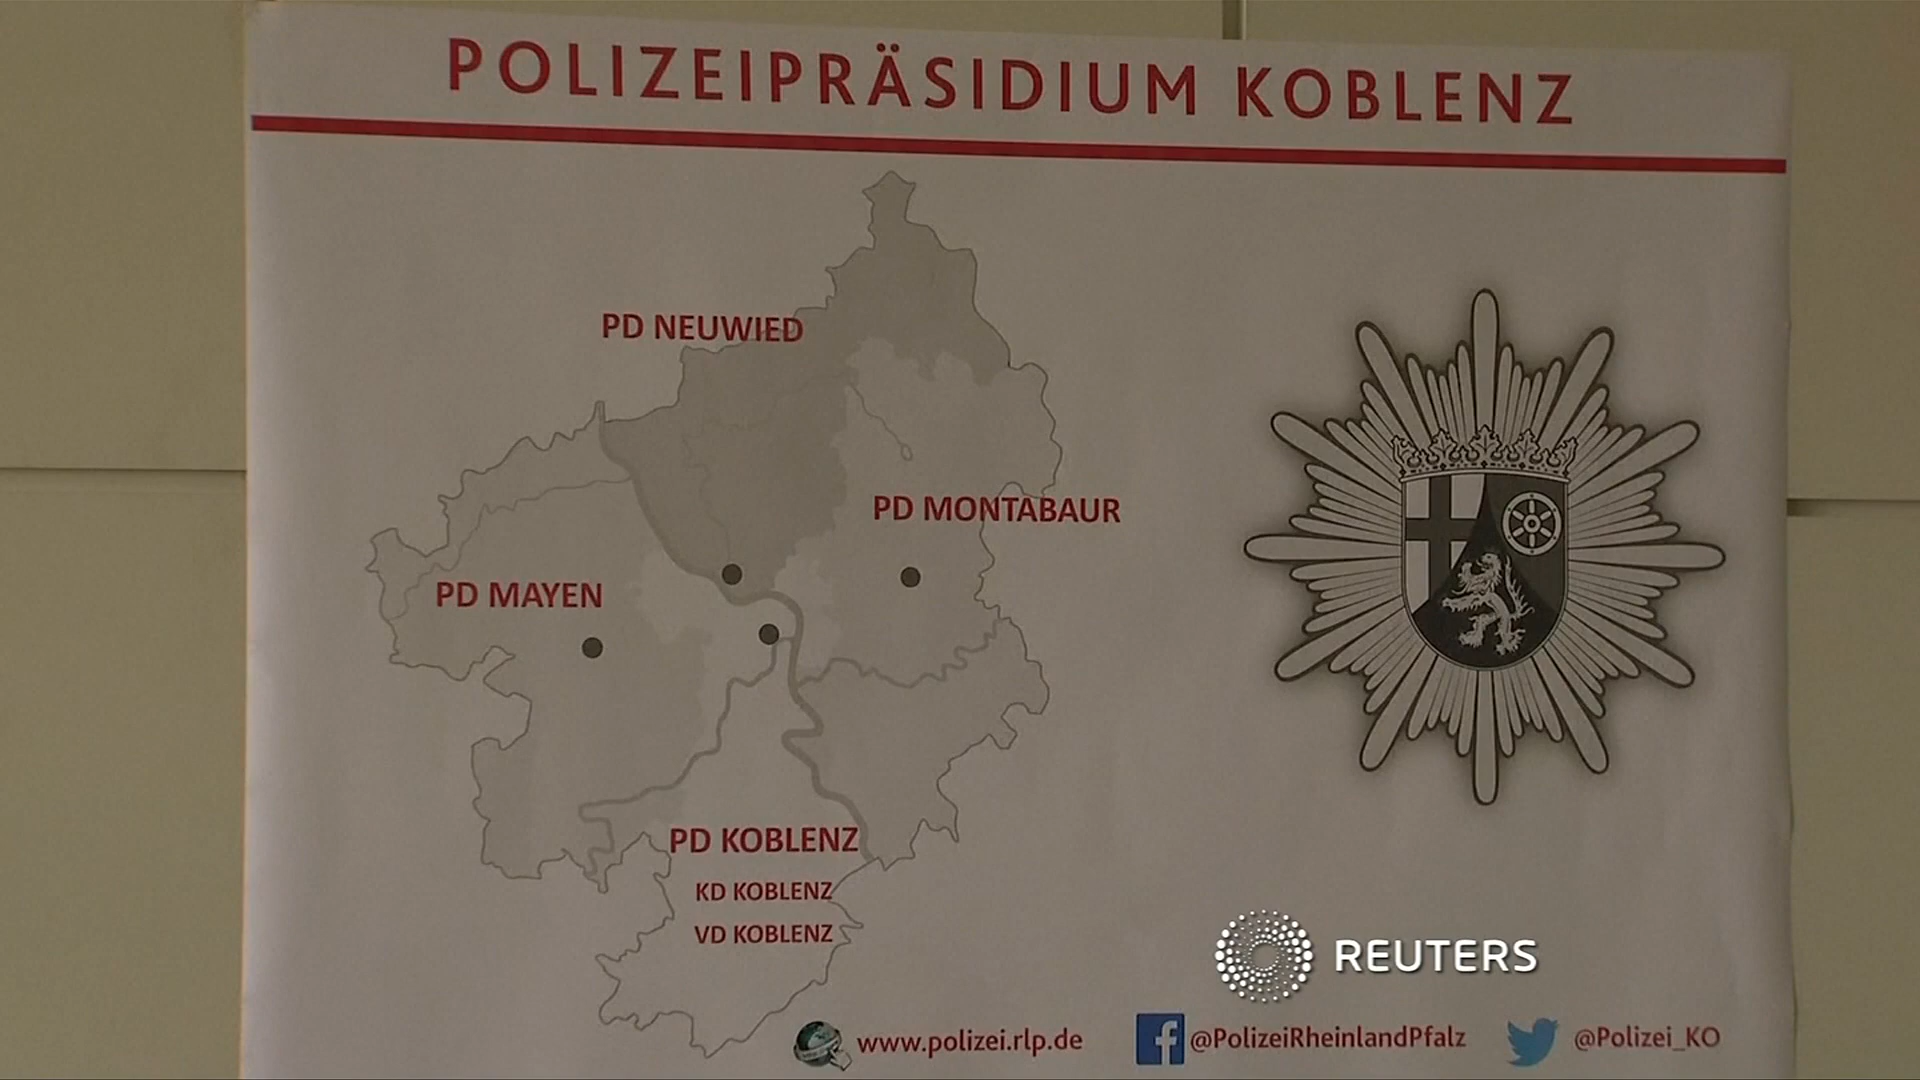 POLIZEIPRÄSIDIUM KOBLENZ
PD NEUWIED
PD MONTABAUR
PD MAYEN
PD KOBLENZ
KD KOBLENZ
VD KOBLENZ
REUTERS
www.polizei.rlp.de
@PolizeiRheinlandPfalz
@Polizei_KO